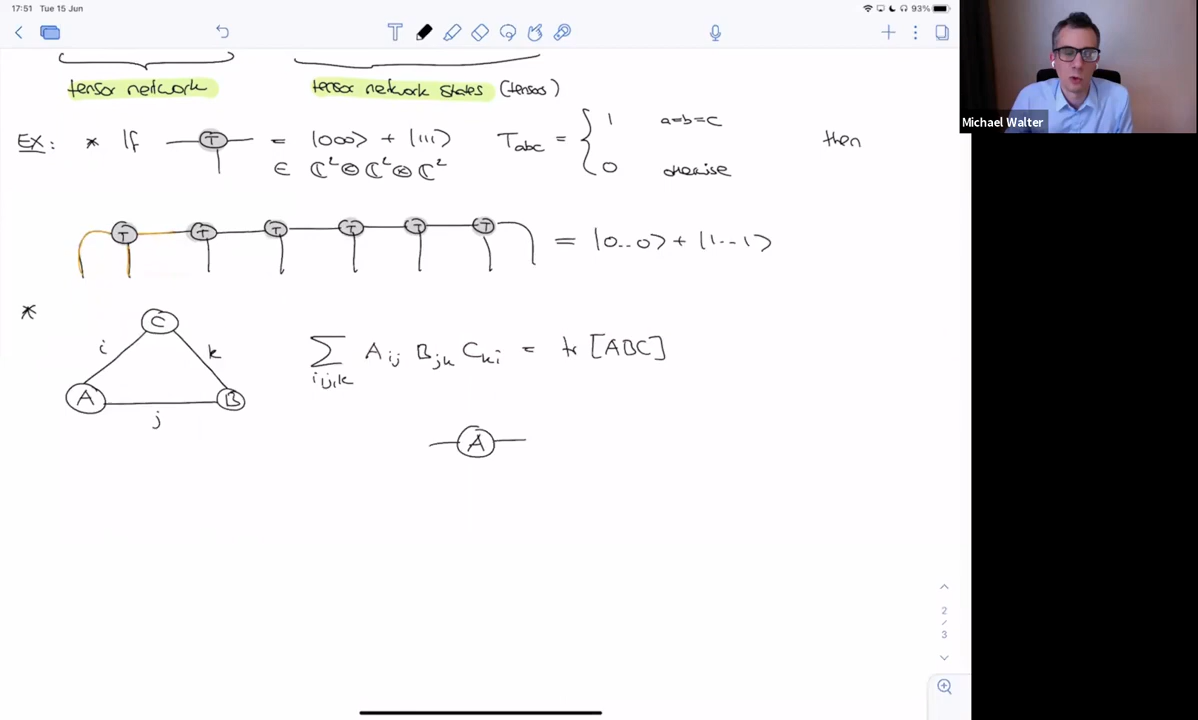 17:51 Tue 15 Jun 93%
tensor network tensor network states (tensors)
EX: * If T = |000⟩ + |111⟩ T_abc = { 1 a=b=c then
∈ ℂ² ⊗ ℂ² ⊗ ℂ² 0 otherwise
T T T T T T = |0..0⟩ + |1...1⟩
*
C
i k
∑ A_ij B_jk C_ki = tr [ABC]
i,j,k
A B
j
A
Michael Walter
2
/
3